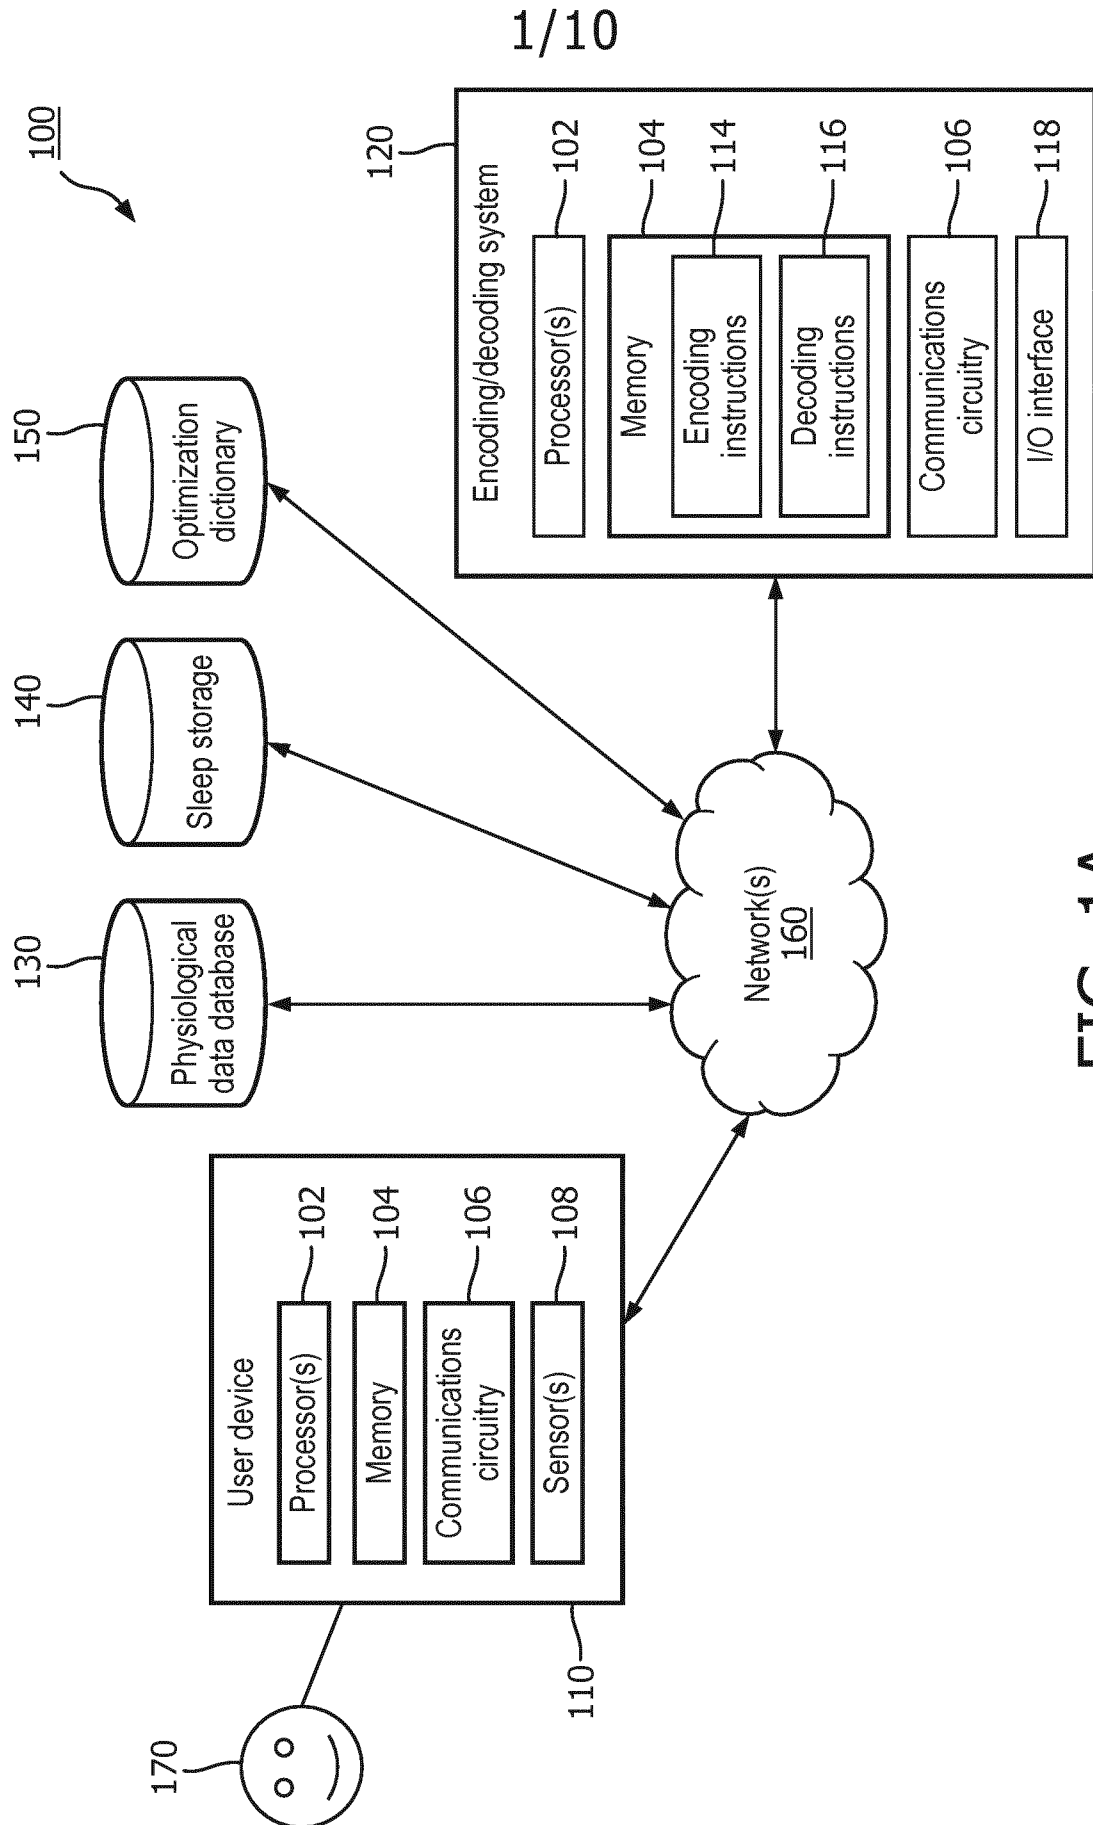 1/10
100
170
User device
Processor(s)
102
Memory
104
Communications
circuitry
106
Sensor(s)
108
110
130
Physiological
data database
140
Sleep storage
150
Optimization
dictionary
Network(s)
160
120
Encoding/decoding system
Processor(s)
102
Memory
104
Encoding
instructions
114
Decoding
instructions
116
Communications
circuitry
106
I/O interface
118